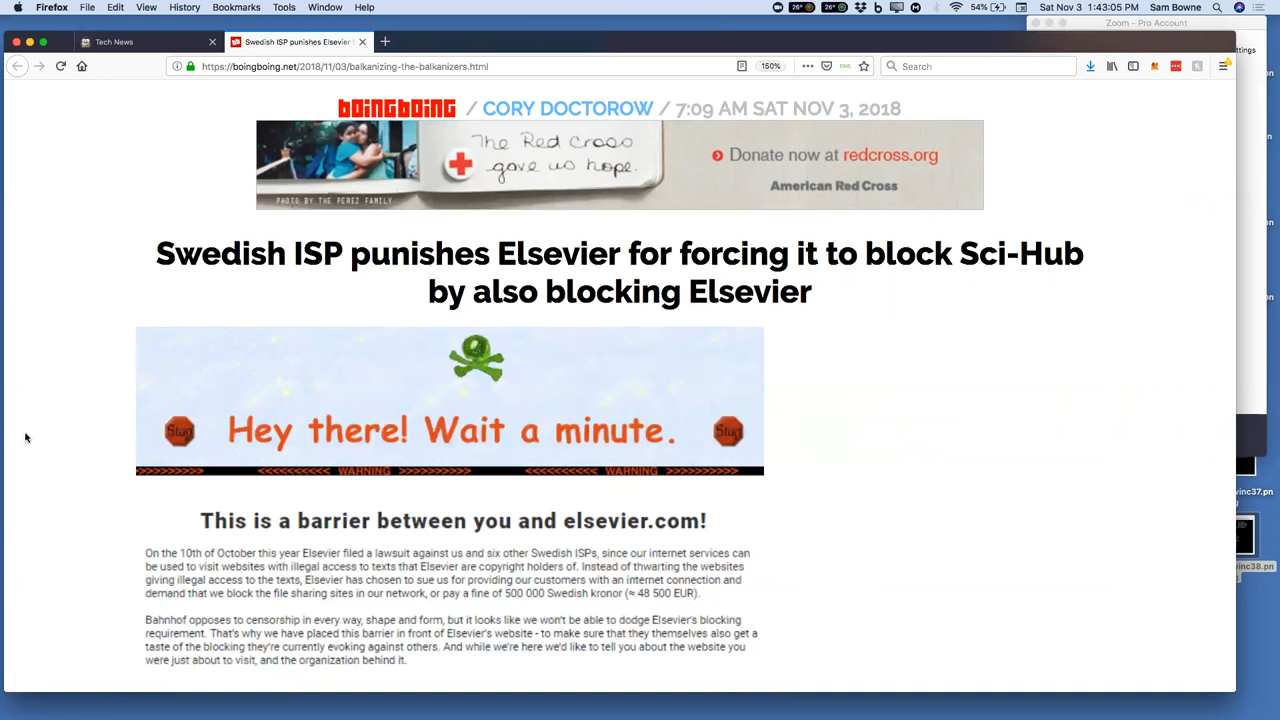 Firefox File Edit View History Bookmarks Tools Window Help 26° 26° 54% Sat Nov 3 1:43:05 PM Sam Bowne
Zoom - Pro Account
Tech News Swedish ISP punishes Elsevier
https://boingboing.net/2018/11/03/balkanizing-the-balkanizers.html 150% Search
boingboing / CORY DOCTOROW / 7:09 AM SAT NOV 3, 2018
The Red Cross
gave us hope.
Donate now at redcross.org
American Red Cross
PHOTO BY THE PEREZ FAMILY
Swedish ISP punishes Elsevier for forcing it to block Sci-Hub
by also blocking Elsevier
Stop Hey there! Wait a minute. Stop
>>>>>>>>>> <<<<<<<<<< WARNING >>>>>>>>>> <<<<<<<<<< WARNING >>>>>>>>>>
This is a barrier between you and elsevier.com!
On the 10th of October this year Elsevier filed a lawsuit against us and six other Swedish ISPs, since our internet services can
be used to visit websites with illegal access to texts that Elsevier are copyright holders of. Instead of thwarting the websites
giving illegal access to the texts, Elsevier has chosen to sue us for providing our customers with an internet connection and
demand that we block the file sharing sites in our network, or pay a fine of 500 000 Swedish kronor (≈ 48 500 EUR).
Bahnhof opposes to censorship in every way, shape and form, but it looks like we won't be able to dodge Elsevier's blocking
requirement. That's why we have placed this barrier in front of Elsevier's website - to make sure that they themselves also get a
taste of the blocking they're currently evoking against others. And while we're here we'd like to tell you about the website you
were just about to visit, and the organization behind it.